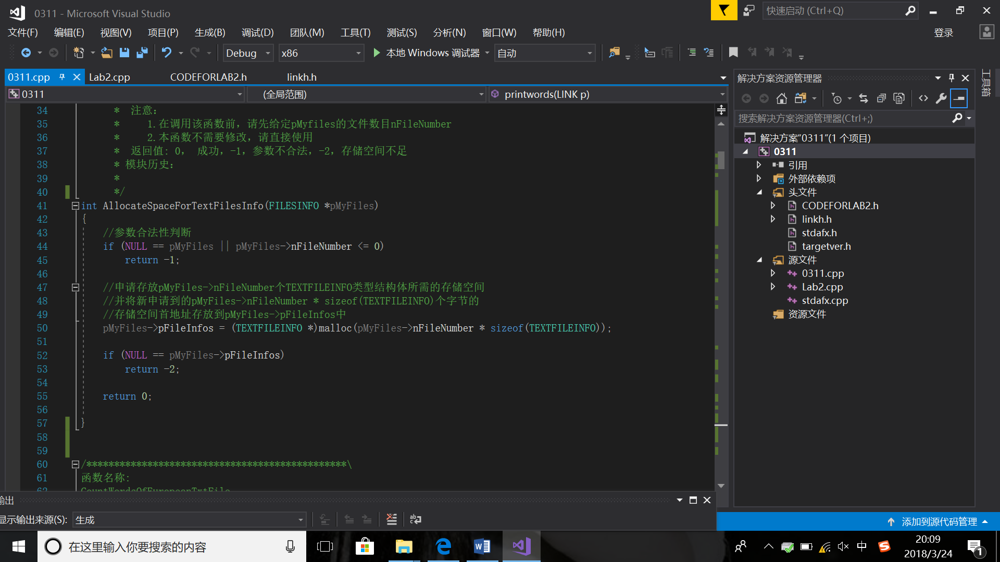 0311 - Microsoft Visual Studio
快速启动 (Ctrl+Q)
文件(F) 编辑(E) 视图(V) 项目(P) 生成(B) 调试(D) 团队(M) 工具(T) 测试(S) 分析(N) 窗口(W) 帮助(H) 登录
Debug x86 本地 Windows 调试器 自动
0311.cpp Lab2.cpp CODEFORLAB2.h linkh.h
0311 (全局范围) printwords(LINK p)
34 * 注意:
35 * 1.在调用该函数前，请先给定pMyfiles的文件数目nFileNumber
36 * 2.本函数不需要修改，请直接使用
37 * 返回值: 0， 成功，-1，参数不合法，-2，存储空间不足
38 * 模块历史:
39 *
40 */
41 int AllocateSpaceForTextFilesInfo(FILESINFO *pMyFiles)
42 {
43 //参数合法性判断
44 if (NULL == pMyFiles || pMyFiles->nFileNumber <= 0)
45 return -1;
46
47 //申请存放pMyFiles->nFileNumber个TEXTFILEINFO类型结构体所需的存储空间
48 //并将新申请到的pMyFiles->nFileNumber * sizeof(TEXTFILEINFO)个字节的
49 //存储空间首地址存放到pMyFiles->pFileInfos中
50 pMyFiles->pFileInfos = (TEXTFILEINFO *)malloc(pMyFiles->nFileNumber * sizeof(TEXTFILEINFO));
51
52 if (NULL == pMyFiles->pFileInfos)
53 return -2;
54
55 return 0;
56
57 }
58
59
60 /***********************************************\
61 函数名称:
62 CountWordsOfEuropeanTxtFile
解决方案资源管理器
搜索解决方案资源管理器(Ctrl+;)
解决方案"0311"(1 个项目)
0311
引用
外部依赖项
头文件
CODEFORLAB2.h
linkh.h
stdafx.h
targetver.h
源文件
0311.cpp
Lab2.cpp
stdafx.cpp
资源文件
工具箱
输出
显示输出来源(S): 生成
添加到源代码管理
在这里输入你要搜索的内容
中
20:09
2018/3/24
1